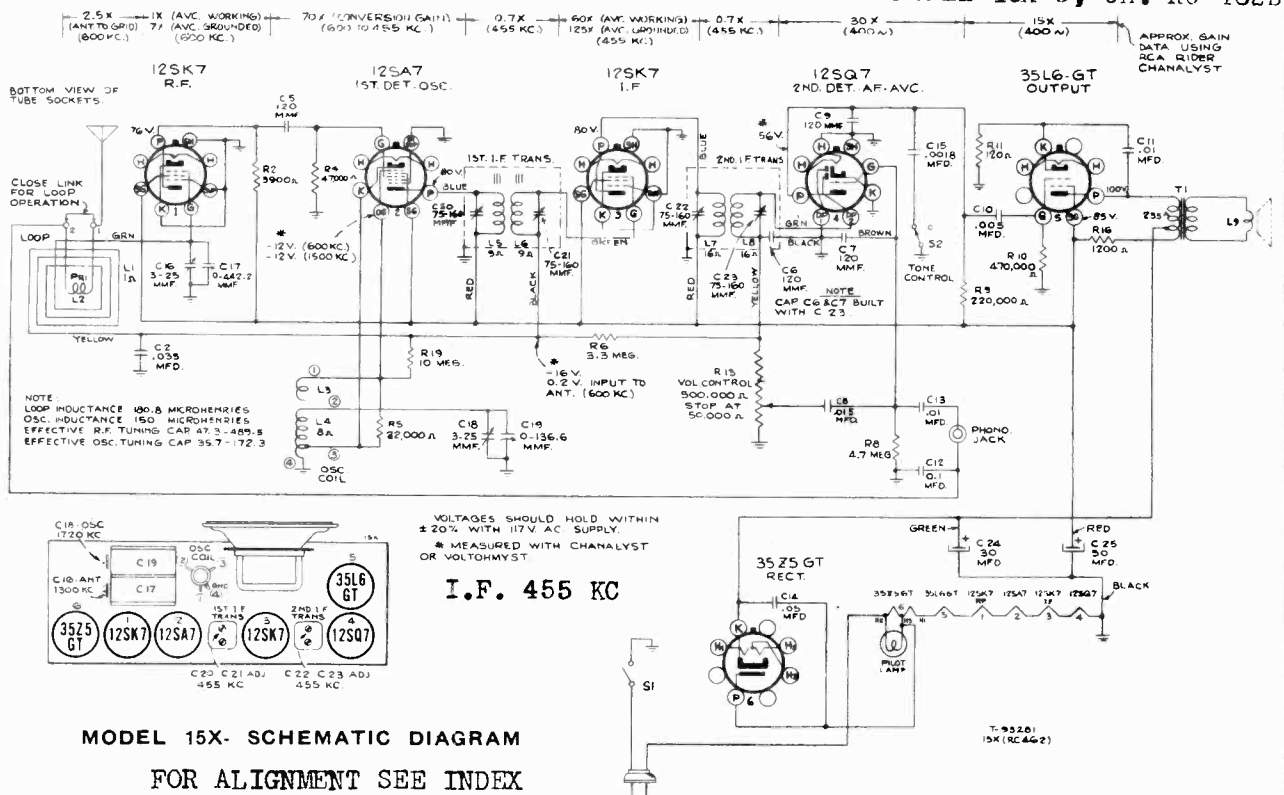 2.5X
(ANT. TO GRID)
(600 KC.)
1X (AVC. WORKING)
7X (AVC. GROUNDED)
(600 KC.)
70X (CONVERSION GAIN)
(600 TO 455 KC.)
0.7X
(455 KC.)
60X (AVC. WORKING)
125X (AVC. GROUNDED)
(455 KC.)
0.7X
(455 KC.)
30X
(400 ~)
15X
(400 ~)
APPROX. GAIN
DATA USING
RCA RIDER
CHANALYST
BOTTOM VIEW OF
TUBE SOCKETS.
12SK7
R.F.
12SA7
1ST. DET.-OSC.
12SK7
I.F
12SQ7
2ND. DET. AF-AVC.
35L6-GT
OUTPUT
CLOSE LINK
FOR LOOP
OPERATION
LOOP
GRN
PRI
L2
L1
1Ω
YELLOW
76 V.
C16
3-25
MMF.
C17
0-442.2
MMF
C2
.035
MFD.
R2
3900Ω
C5
120
MMF
R4
47000Ω
80V.
BLUE
*
-12V. (600 KC.)
-12V. (1500 KC.)
1ST. I.F TRANS.
C20
75-160
MMF
L5
9Ω
L6
9Ω
C21
75-160
MMF.
RED
BLACK
80V.
GREEN
BLUE
2ND. I.F TRANS
C22
75-160
MMF.
L7
16Ω
L8
16Ω
C23
75-160
MMF.
RED
YELLOW
GRN
BLACK
BROWN
C6
120
MMF.
C7
120
MMF.
NOTE
CAP C6 & C7 BUILT
WITH C 23.
*
56V.
C9
120 MMF
C15
.0018
MFD.
S2
TONE
CONTROL
R9
220,000Ω
C10
.005
MFD.
R11
120Ω
R10
470,000
Ω
85V.
100V.
C11
.01
MFD.
R16
1200Ω
T1
L9
NOTE:
LOOP INDUCTANCE 180.8 MICROHENRIES
OSC. INDUCTANCE 150 MICROHENRIES
EFFECTIVE R.F. TUNING CAP 47.3-489.5
EFFECTIVE OSC. TUNING CAP 35.7-172.3
R19
10 MEG.
L3
L4
8Ω
OSC
COIL
R5
22,000Ω
C18
3-25
MMF.
C19
0-136.6
MMF.
R6
3.3 MEG.
*
-16V.
0.2 V. INPUT TO
ANT. (600 KC)
R13
VOL CONTROL
500,000Ω
STOP AT
50,000Ω
C8
.015
MFD.
R8
4.7 MEG
C13
.01
MFD.
C12
0.1
MFD.
PHONO.
JACK
VOLTAGES SHOULD HOLD WITHIN
±20% WITH 117V. AC. SUPPLY.
* MEASURED WITH CHANALYST
OR VOLTOHMYST.
I.F. 455 KC
C18-OSC
1720 KC
C16-ANT
1300 KC
C19
C17
OSC
COIL
1ST I F
TRANS
2ND I F
TRANS
35Z5
GT
12SK7
12SA7
12SK7
12SQ7
35L6
GT
C20 C21 ADJ
455 KC
C22 C23 ADJ
455 KC.
35Z5 GT
RECT.
C14
.05
MFD
S1
GREEN
C24
30
MFD.
RED
C25
50
MFD.
BLACK
35Z5GT 35L6GT 12SK7 12SA7 12SK7 12SQ7
PILOT
LAMP
T-93281
15X (RC462)
MODEL 15X- SCHEMATIC DIAGRAM
FOR ALIGNMENT SEE INDEX